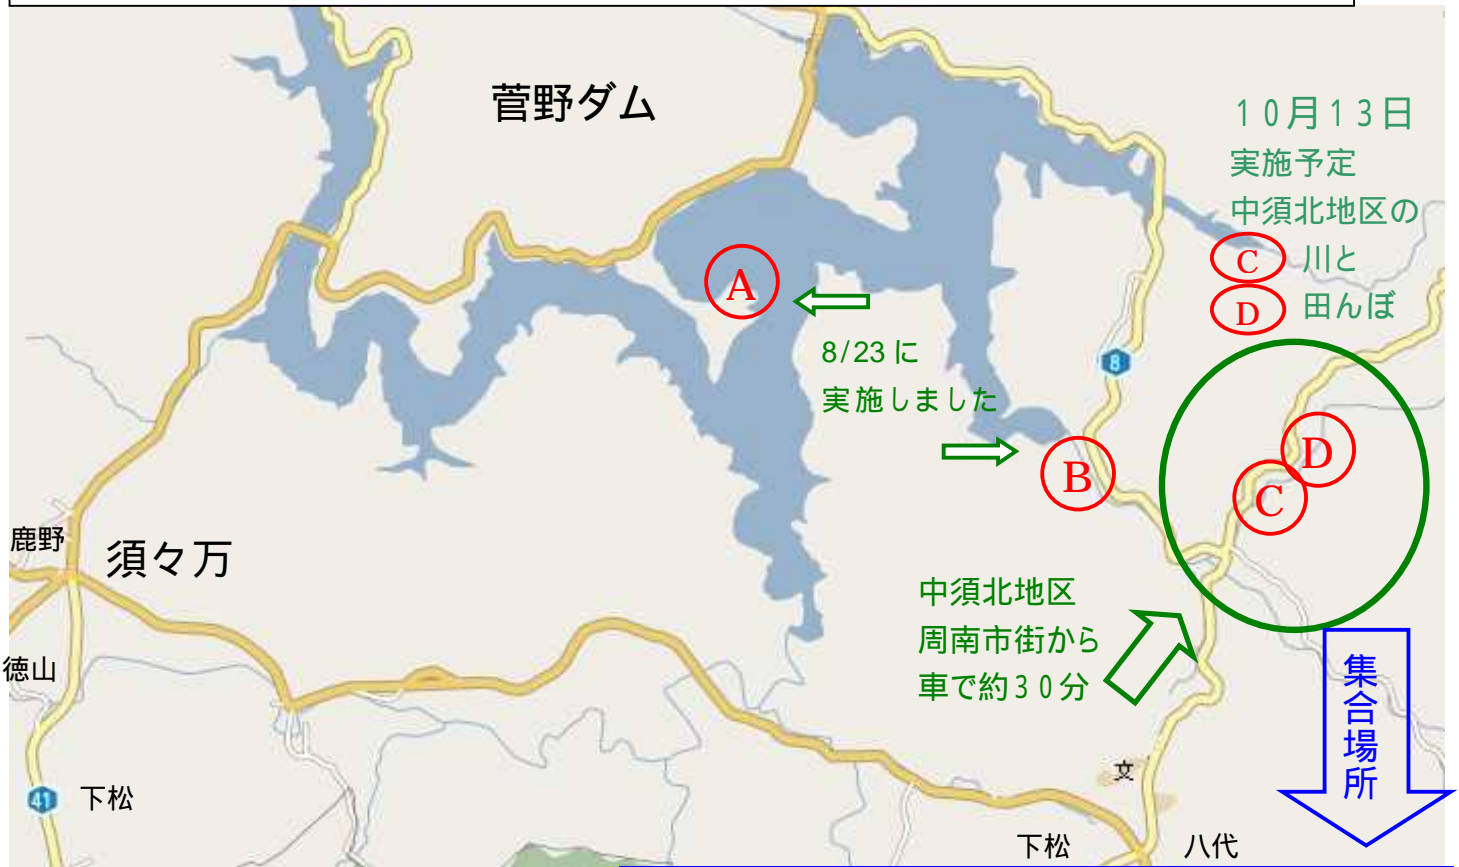 菅野ダム
１０月１３日
実施予定
中須北地区の
C 川と
D 田んぼ
A
8/23 に
実施しました
8
B
D
C
鹿野
須々万
中須北地区
周南市街から
車で約３０分
徳山
集合場所
文
41
下松
下松
八代